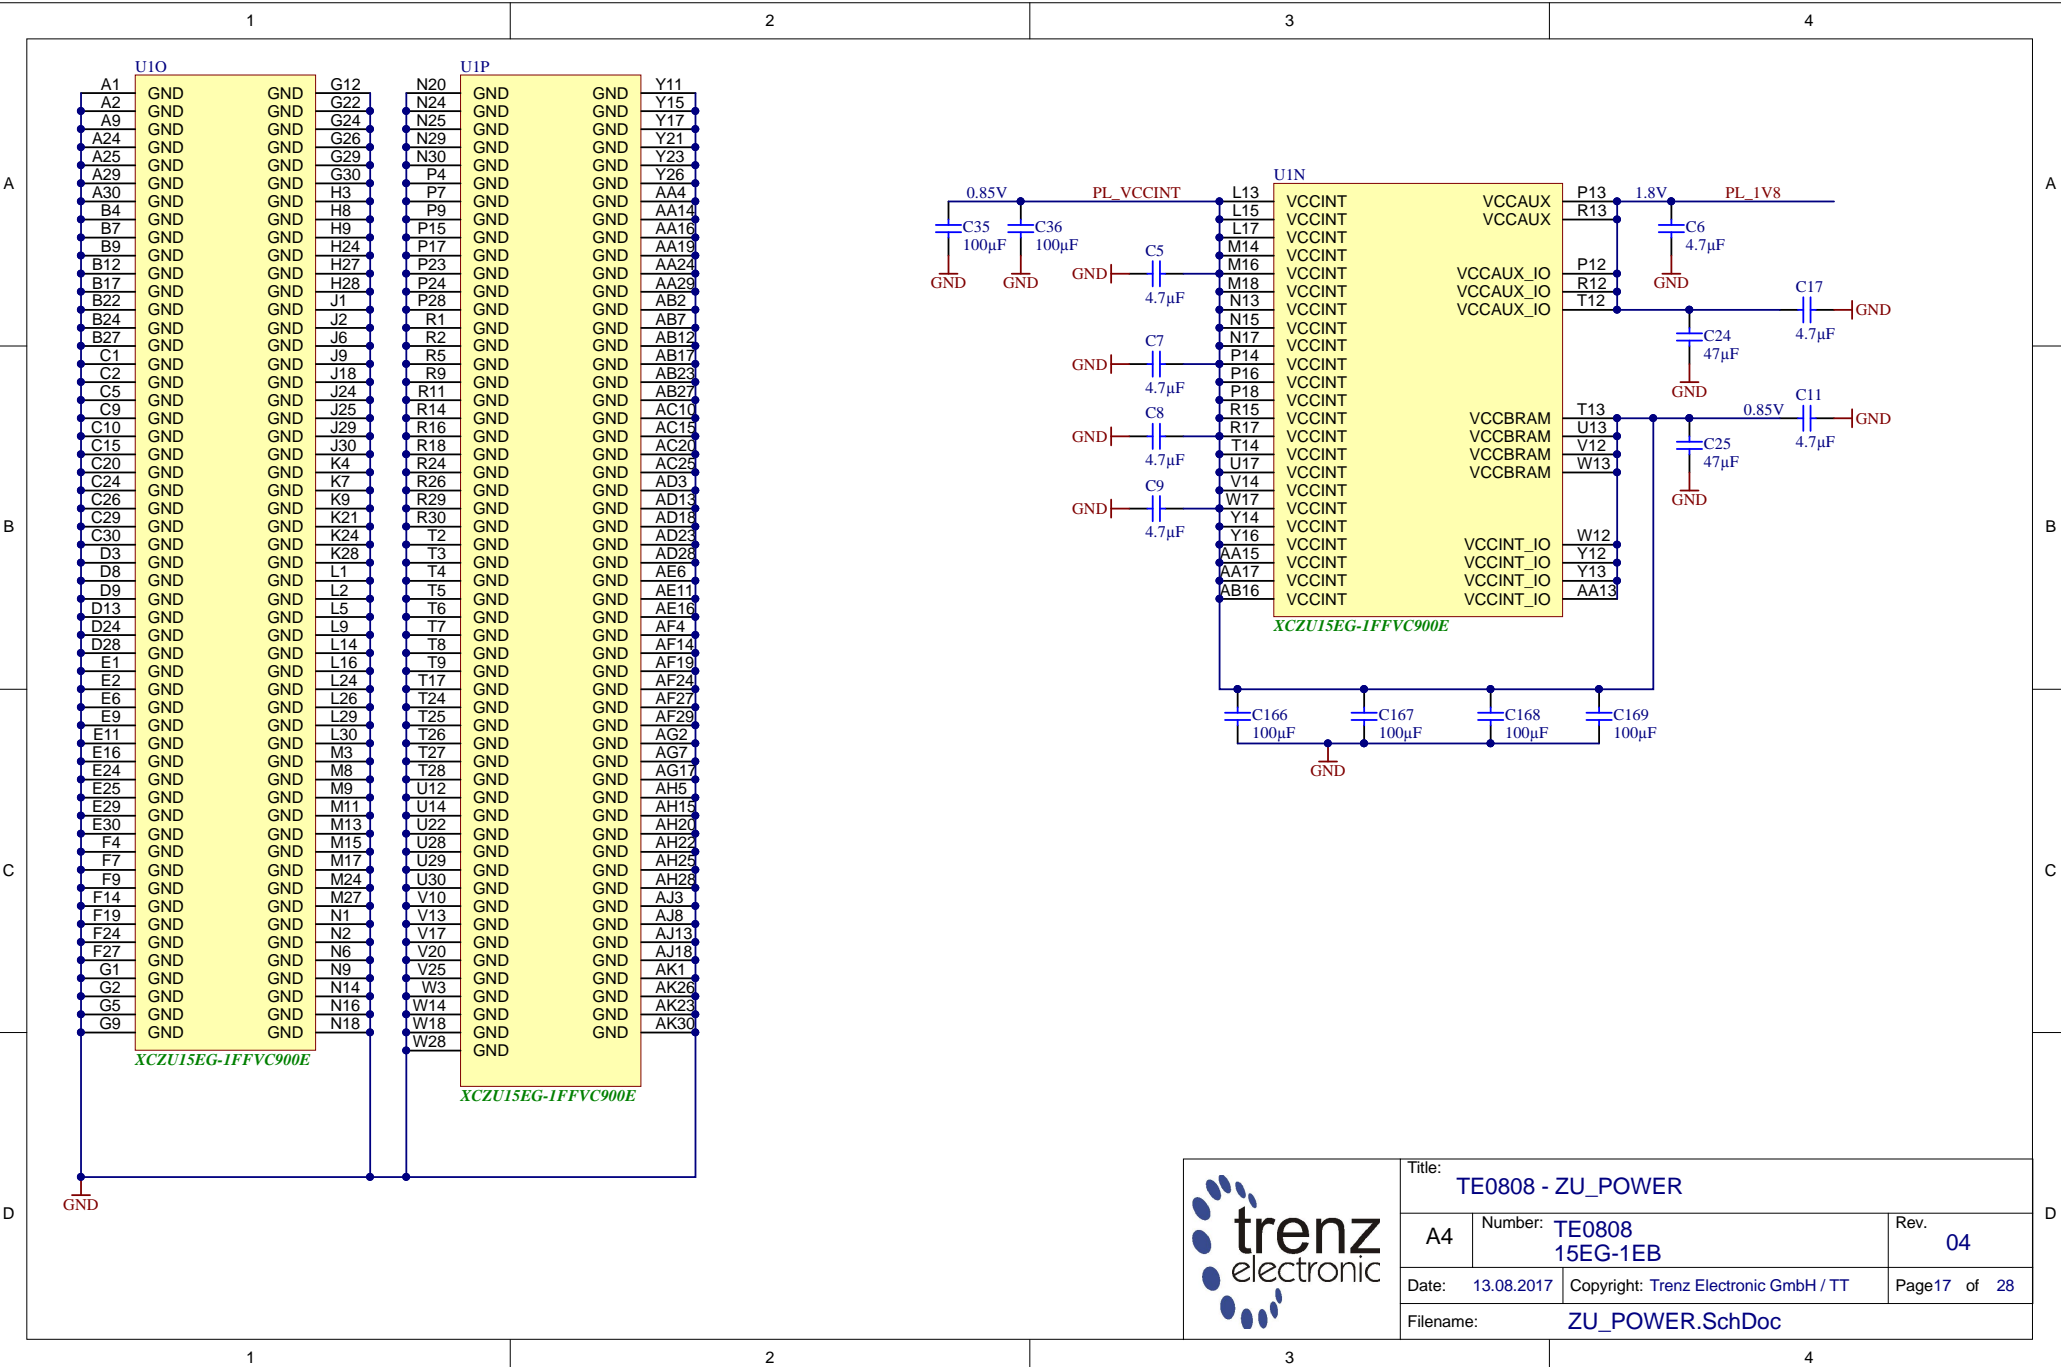 1 2 3 4
A
B
C
D
U1O
A1 GND GND G12
A2 GND GND G22
A9 GND GND G24
A24 GND GND G26
A25 GND GND G29
A29 GND GND G30
A30 GND GND H3
B4 GND GND H8
B7 GND GND H9
B9 GND GND H24
B12 GND GND H27
B17 GND GND H28
B22 GND GND J1
B24 GND GND J2
B27 GND GND J6
C1 GND GND J9
C2 GND GND J18
C5 GND GND J24
C9 GND GND J25
C10 GND GND J29
C15 GND GND J30
C20 GND GND K4
C24 GND GND K7
C26 GND GND K9
C29 GND GND K21
C30 GND GND K24
D3 GND GND K28
D8 GND GND L1
D9 GND GND L2
D13 GND GND L5
D24 GND GND L9
D28 GND GND L14
E1 GND GND L16
E2 GND GND L24
E6 GND GND L26
E9 GND GND L29
E11 GND GND L30
E16 GND GND M3
E24 GND GND M8
E25 GND GND M9
E29 GND GND M11
E30 GND GND M13
F4 GND GND M15
F7 GND GND M17
F9 GND GND M24
F14 GND GND M27
F19 GND GND N1
F24 GND GND N2
F27 GND GND N6
G1 GND GND N9
G2 GND GND N14
G5 GND GND N16
G9 GND GND N18
XCZU15EG-1FFVC900E
GND
U1P
N20 GND GND Y11
N24 GND GND Y15
N25 GND GND Y17
N29 GND GND Y21
N30 GND GND Y23
P4 GND GND Y26
P7 GND GND AA4
P9 GND GND AA14
P15 GND GND AA16
P17 GND GND AA19
P23 GND GND AA24
P24 GND GND AA29
P28 GND GND AB2
R1 GND GND AB7
R2 GND GND AB12
R5 GND GND AB17
R9 GND GND AB23
R11 GND GND AB27
R14 GND GND AC10
R16 GND GND AC15
R18 GND GND AC20
R24 GND GND AC25
R26 GND GND AD3
R29 GND GND AD13
R30 GND GND AD18
T2 GND GND AD23
T3 GND GND AD28
T4 GND GND AE6
T5 GND GND AE11
T6 GND GND AE16
T7 GND GND AF4
T8 GND GND AF14
T9 GND GND AF19
T17 GND GND AF24
T24 GND GND AF27
T25 GND GND AF29
T26 GND GND AG2
T27 GND GND AG7
T28 GND GND AG17
U12 GND GND AH5
U14 GND GND AH15
U22 GND GND AH20
U28 GND GND AH22
U29 GND GND AH25
U30 GND GND AH28
V10 GND GND AJ3
V13 GND GND AJ8
V17 GND GND AJ13
V20 GND GND AJ18
V25 GND GND AK1
W3 GND GND AK26
W14 GND GND AK23
W18 GND GND AK30
W28 GND
XCZU15EG-1FFVC900E
U1N
0.85V PL_VCCINT
C35
100µF
GND
C36
100µF
GND
GND C5
4.7µF
GND C7
4.7µF
GND C8
4.7µF
GND C9
4.7µF
L13 VCCINT
L15 VCCINT
L17 VCCINT
M14 VCCINT
M16 VCCINT
M18 VCCINT
N13 VCCINT
N15 VCCINT
N17 VCCINT
P14 VCCINT
P16 VCCINT
P18 VCCINT
R15 VCCINT
R17 VCCINT
T14 VCCINT
U17 VCCINT
V14 VCCINT
W17 VCCINT
Y14 VCCINT
Y16 VCCINT
AA15 VCCINT
AA17 VCCINT
AB16 VCCINT
VCCAUX P13
VCCAUX R13
VCCAUX_IO P12
VCCAUX_IO R12
VCCAUX_IO T12
VCCBRAM T13
VCCBRAM U13
VCCBRAM V12
VCCBRAM W13
VCCINT_IO W12
VCCINT_IO Y12
VCCINT_IO Y13
VCCINT_IO AA13
XCZU15EG-1FFVC900E
1.8V PL_1V8
C6
4.7µF
GND
C17
4.7µF
GND
C24
47µF
GND
0.85V
C11
4.7µF
GND
C25
47µF
GND
C166
100µF
C167
100µF
C168
100µF
C169
100µF
GND
trenz
electronic
Title:
TE0808 - ZU_POWER
A4
Number: TE0808
15EG-1EB
Rev.
04
Date: 13.08.2017
Copyright: Trenz Electronic GmbH / TT
Page17 of 28
Filename: ZU_POWER.SchDoc
A
B
C
D
1 2 3 4